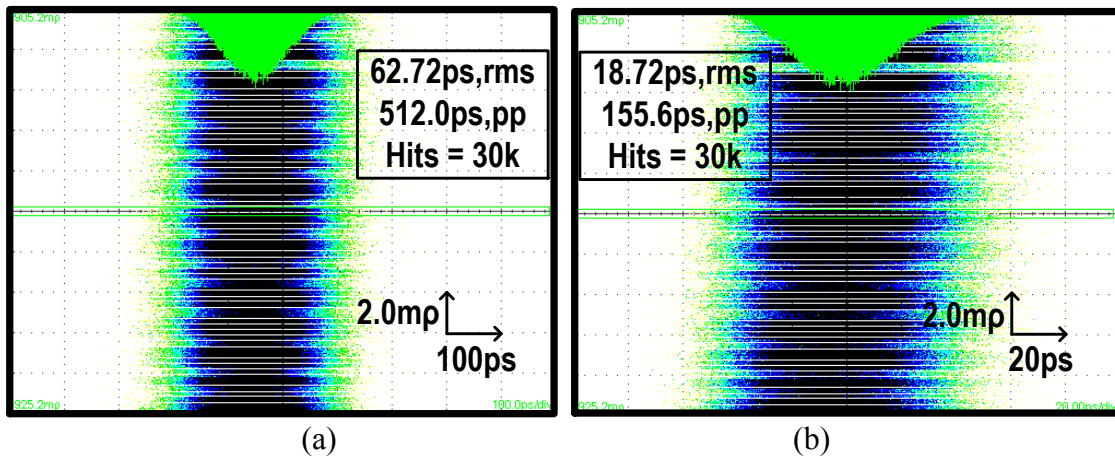 905.2mρ
62.72ps,rms
512.0ps,pp
Hits = 30k
2.0mρ
100ps
925.2mρ
100.0ps/div
(a)
905.2mρ
18.72ps,rms
155.6ps,pp
Hits = 30k
2.0mρ
20ps
925.2mρ
20.00ps/div
(b)